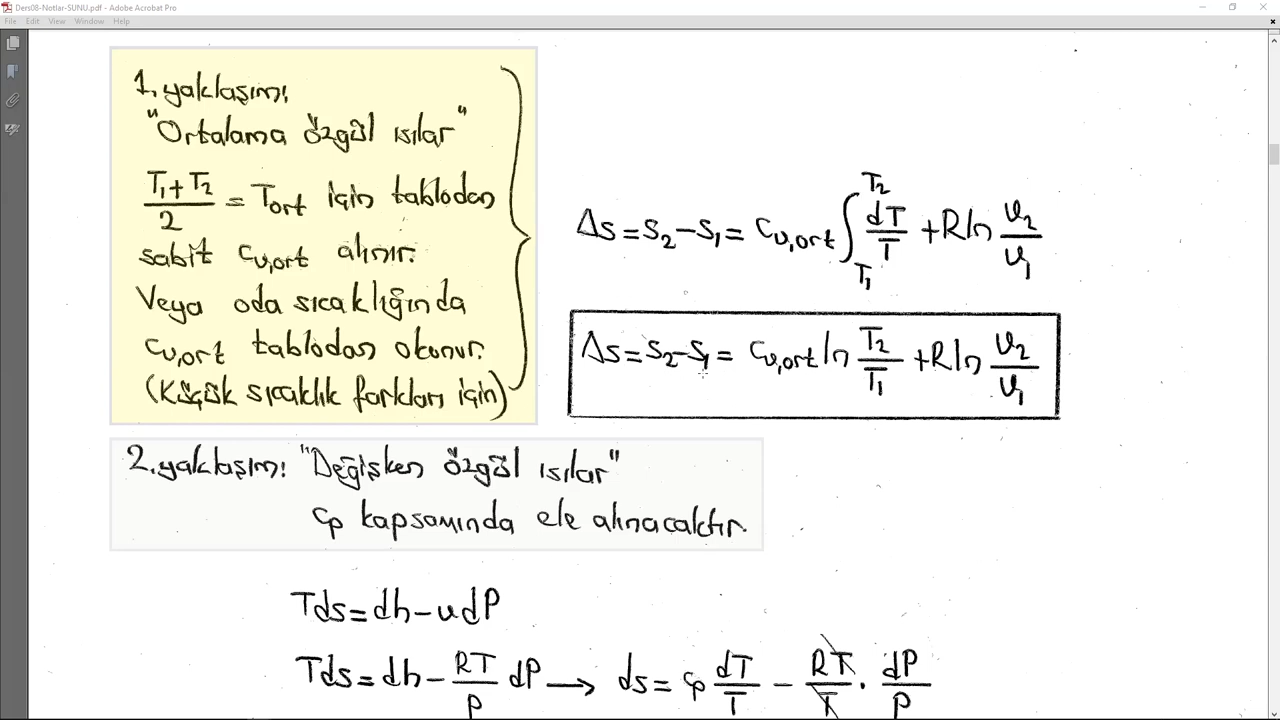 Ders08-Notlar-SUNU.pdf - Adobe Acrobat Pro
File Edit View Window Help
1. yaklaşım:
"Ortalama özgül ısılar"
(T₁+T₂)/2 = Tort için tablodan
sabit cv,ort alınır.
Veya oda sıcaklığında
cv,ort tablodan okunur.
(Küçük sıcaklık farkları için)
Δs = s₂-s₁ = cv,ort ∫_{T₁}^{T₂} dT/T + R ln v₂/v₁
Δs = s₂-s₁ = cv,ort ln T₂/T₁ + R ln v₂/v₁
2. yaklaşım: "Değişken özgül ısılar"
cp kapsamında ele alınacaktır.
Tds = dh - vdP
Tds = dh - RT/P dP → ds = cp dT/T - RT/T . dP/P